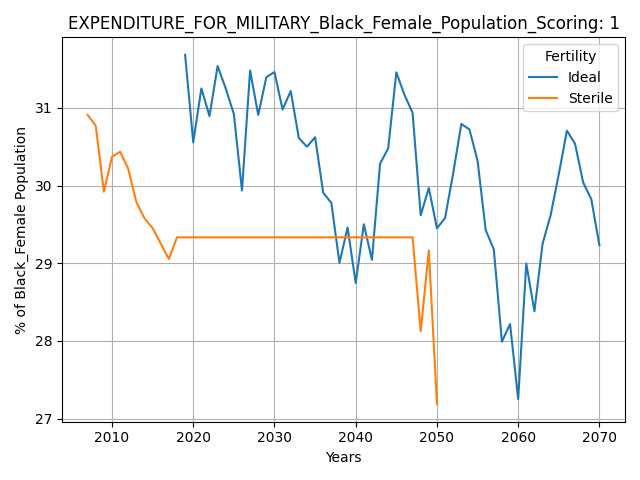 EXPENDITURE_FOR_MILITARY_Black_Female_Population_Scoring: 1
Fertility
Ideal
Sterile
% of Black_Female Population
31
30
29
28
27
2010 2020 2030 2040 2050 2060 2070
Years